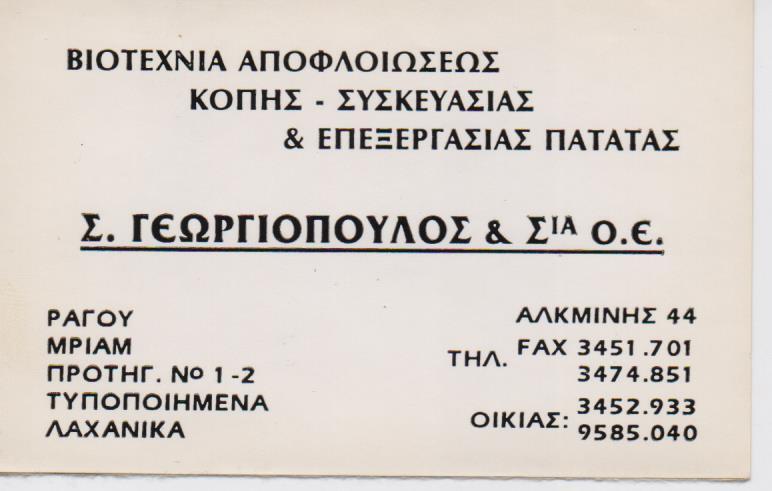 ΒΙΟΤΕΧΝΙΑ ΑΠΟΦΛΟΙΩΣΕΩΣ
ΚΟΠΗΣ - ΣΥΣΚΕΥΑΣΙΑΣ
& ΕΠΕΞΕΡΓΑΣΙΑΣ ΠΑΤΑΤΑΣ
Σ. ΓΕΩΡΓΙΟΠΟΥΛΟΣ & ΣΙΑ Ο.Ε.
ΡΑΓΟΥ
ΜΡΙΑΜ
ΠΡΟΤΗΓ. Νº 1-2
ΤΥΠΟΠΟΙΗΜΕΝΑ
ΛΑΧΑΝΙΚΑ
ΑΛΚΜΙΝΗΣ 44
ΤΗΛ. FAX 3451.701
3474.851
ΟΙΚΙΑΣ: 3452.933
9585.040